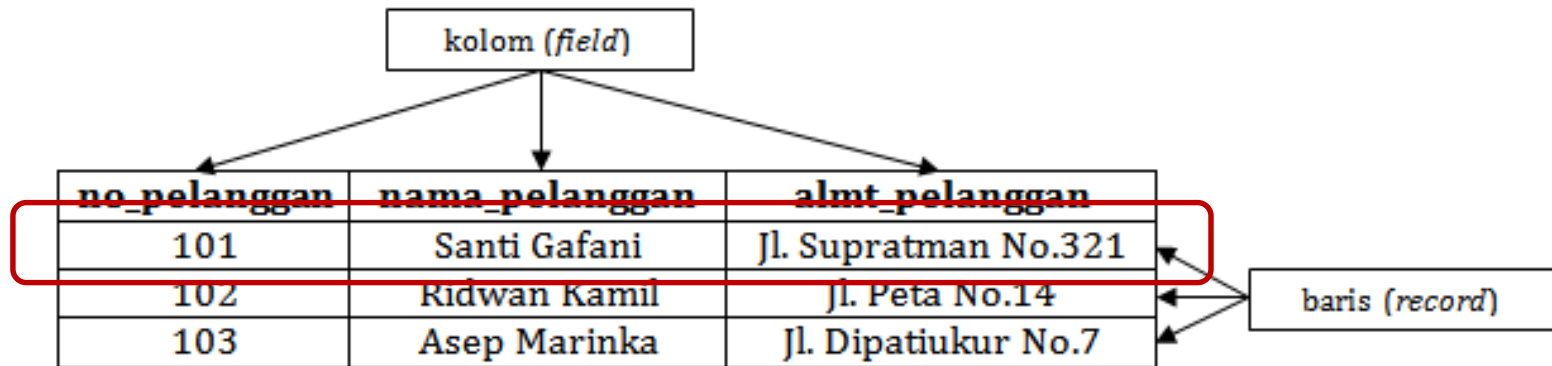 kolom (field)
no_pelanggan nama_pelanggan almt_pelanggan
101 Santi Gafani Jl. Supratman No.321
102 Ridwan Kamil Jl. Peta No.14
baris (record)
103 Asep Marinka Jl. Dipatiukur No.7